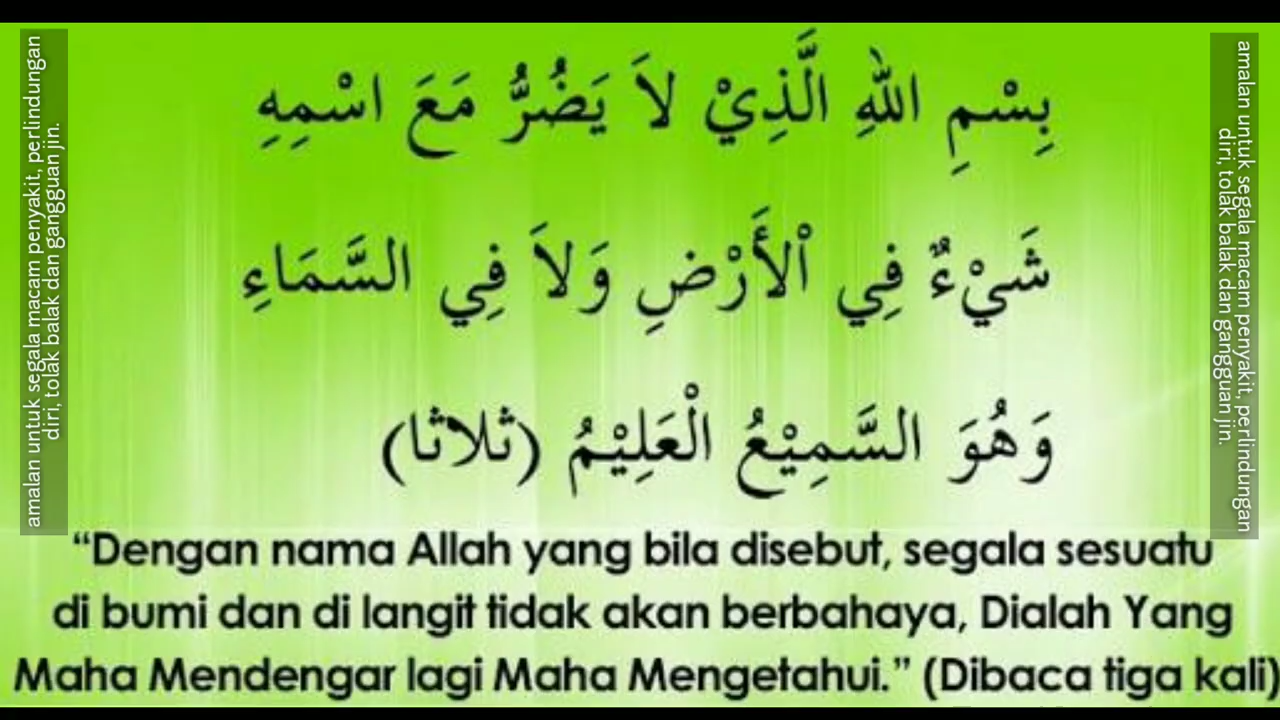 بِسْمِ اللهِ الَّذِيْ لاَ يَضُرُّ مَعَ اسْمِهِ
شَيْءٌ فِي اْلأَرْضِ وَلاَ فِي السَّمَاءِ
وَهُوَ السَّمِيْعُ الْعَلِيْمُ (ثلاثا)
“Dengan nama Allah yang bila disebut, segala sesuatu
di bumi dan di langit tidak akan berbahaya, Dialah Yang
Maha Mendengar lagi Maha Mengetahui.” (Dibaca tiga kali)
amalan untuk segala macam penyakit, perlindungan
diri, tolak balak dan gangguan jin.
amalan untuk segala macam penyakit, perlindungan
diri, tolak balak dan gangguan jin.